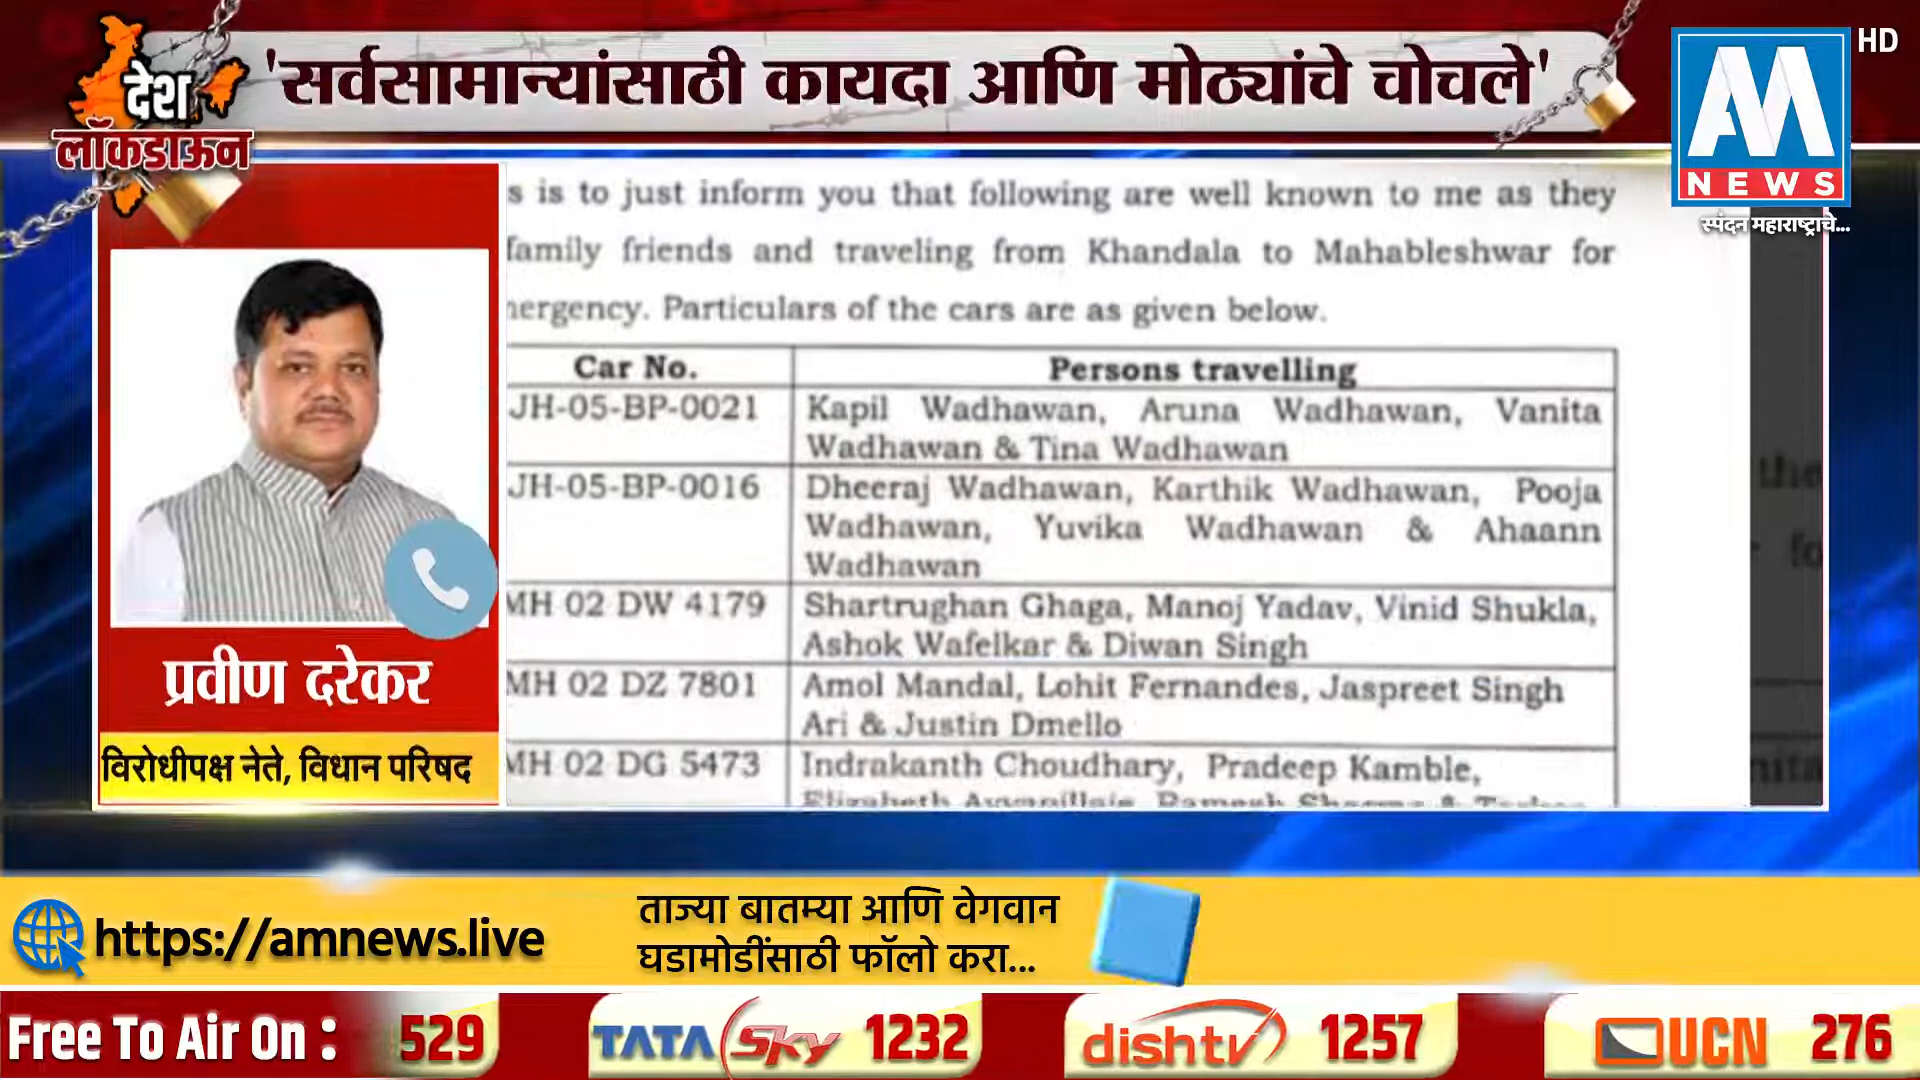 देश
लॉकडाऊन
'सर्वसामान्यांसाठी कायदा आणि मोठ्यांचे चोचले'
AM
NEWS
HD
स्पंदन महाराष्ट्राचे...
s is to just inform you that following are well known to me as they
family friends and traveling from Khandala to Mahableshwar for
nergency. Particulars of the cars are as given below.
Car No. Persons travelling
JH-05-BP-0021 Kapil Wadhawan, Aruna Wadhawan, Vanita
Wadhawan & Tina Wadhawan
JH-05-BP-0016 Dheeraj Wadhawan, Karthik Wadhawan, Pooja
Wadhawan, Yuvika Wadhawan & Ahaann
Wadhawan
MH 02 DW 4179 Shartrughan Ghaga, Manoj Yadav, Vinid Shukla,
Ashok Wafelkar & Diwan Singh
MH 02 DZ 7801 Amol Mandal, Lohit Fernandes, Jaspreet Singh
Ari & Justin Dmello
MH 02 DG 5473 Indrakanth Choudhary, Pradeep Kamble,
प्रवीण दरेकर
विरोधीपक्ष नेते, विधान परिषद
https://amnews.live
ताज्या बातम्या आणि वेगवान
घडामोडींसाठी फॉलो करा...
Free To Air On : 529 TATA Sky 1232 dishtv 1257 UCN 276